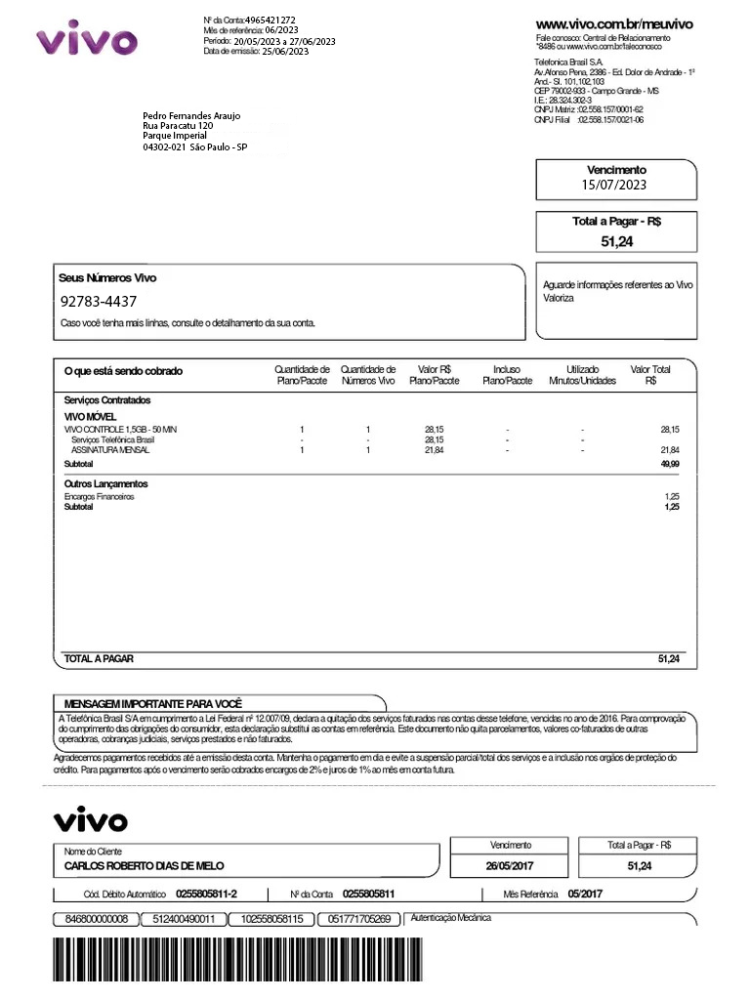 vivo
Nº da Conta:4965421272
Mês de referência: 06/2023
Período: 20/05/2023 a 27/06/2023
Data de emissão: 25/06/2023
www.vivo.com.br/meuvivo
Fale conosco: Central de Relacionamento
*8486 ou www.vivo.com.br/faleconosco
Telefonica Brasil S.A.
Av.Afonso Pena, 2386 - Ed. Dolor de Andrade - 1º
And.- Sl. 101,102,103
CEP 79002-933 - Campo Grande - MS
I.E.: 28.324.302-3
CNPJ Matriz :02.558.157/0001-62
CNPJ Filial :02.558.157/0021-06
Pedro Fernandes Araujo
Rua Paracatu 120
Parque Imperial
04302-021 São Paulo - SP
Vencimento
15/07/2023
Total a Pagar - R$
51,24
Seus Números Vivo
92783-4437
Caso você tenha mais linhas, consulte o detalhamento da sua conta.
Aguarde informações referentes ao Vivo
Valoriza
O que está sendo cobrado Quantidade de Plano/Pacote Quantidade de Números Vivo Valor R$ Plano/Pacote Incluso Plano/Pacote Utilizado Minutos/Unidades Valor Total R$
Serviços Contratados
VIVO MÓVEL
VIVO CONTROLE 1,5GB - 50 MIN 1 1 28,15 - - 28,15
Serviços Telefônica Brasil - - 28,15 - -
ASSINATURA MENSAL 1 1 21,84 - - 21,84
Subtotal 49,99
Outros Lançamentos
Encargos Financeiros 1,25
Subtotal 1,25
TOTAL A PAGAR 51,24
MENSAGEM IMPORTANTE PARA VOCÊ
A Telefônica Brasil S/A em cumprimento a Lei Federal nº 12.007/09, declara a quitação dos serviços faturados nas contas desse telefone, vencidas no ano de 2016. Para comprovação
do cumprimento das obrigações do consumidor, esta declaração substitui as contas em referência. Este documento não quita parcelamentos, valores co-faturados de outras
operadoras, cobranças judiciais, serviços prestados e não faturados.
Agradecemos pagamentos recebidos até a emissão desta conta. Mantenha o pagamento em dia e evite a suspensão parcial/total dos serviços e a inclusão nos orgãos de proteção do
crédito. Para pagamentos após o vencimento serão cobrados encargos de 2% e juros de 1% ao mês em conta futura.
vivo
Nome do Cliente
CARLOS ROBERTO DIAS DE MELO
Vencimento
26/05/2017
Total a Pagar - R$
51,24
Cód. Débito Automático 0255805811-2 Nº da Conta 0255805811 Mês Referência 05/2017
846800000008 512400490011 102558058115 051771705269 Autenticação Mecânica